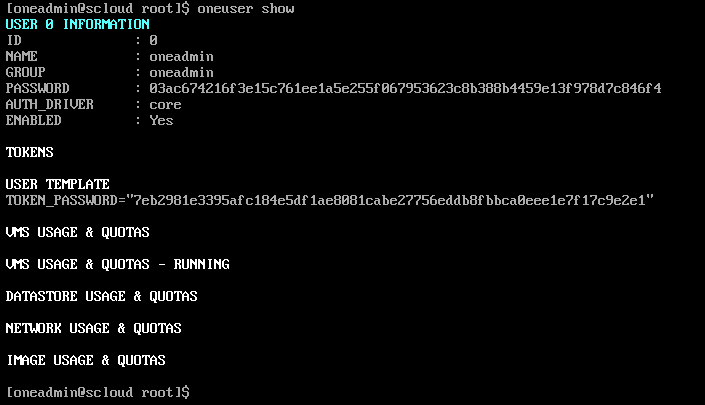 [oneadmin@scloud root]$ oneuser show
USER 0 INFORMATION
ID              : 0
NAME            : oneadmin
GROUP           : oneadmin
PASSWORD        : 03ac674216f3e15c761ee1a5e255f067953623c8b388b4459e13f978d7c846f4
AUTH_DRIVER     : core
ENABLED         : Yes
TOKENS
USER TEMPLATE
TOKEN_PASSWORD="7eb2981e3395afc184e5df1ae8081cabe27756eddb8fbbca0eee1e7f17c9e2e1"
VMS USAGE & QUOTAS
VMS USAGE & QUOTAS - RUNNING
DATASTORE USAGE & QUOTAS
NETWORK USAGE & QUOTAS
IMAGE USAGE & QUOTAS
[oneadmin@scloud root]$